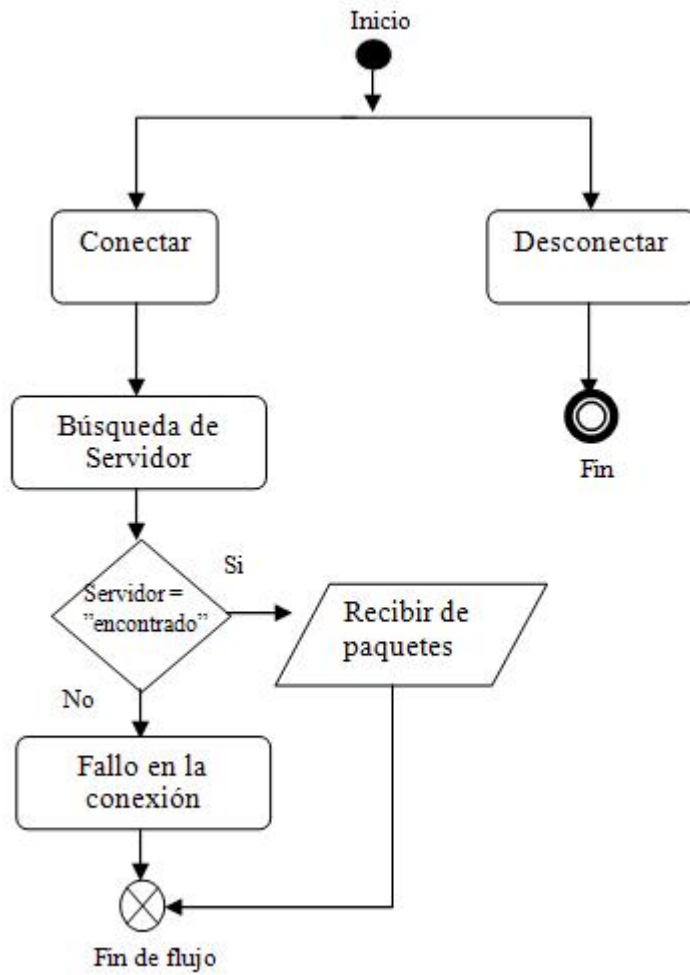 Inicio
Conectar
Desconectar
Búsqueda de
Servidor
Fin
Servidor =
”encontrado”
Si
Recibir de
paquetes
No
Fallo en la
conexión
Fin de flujo